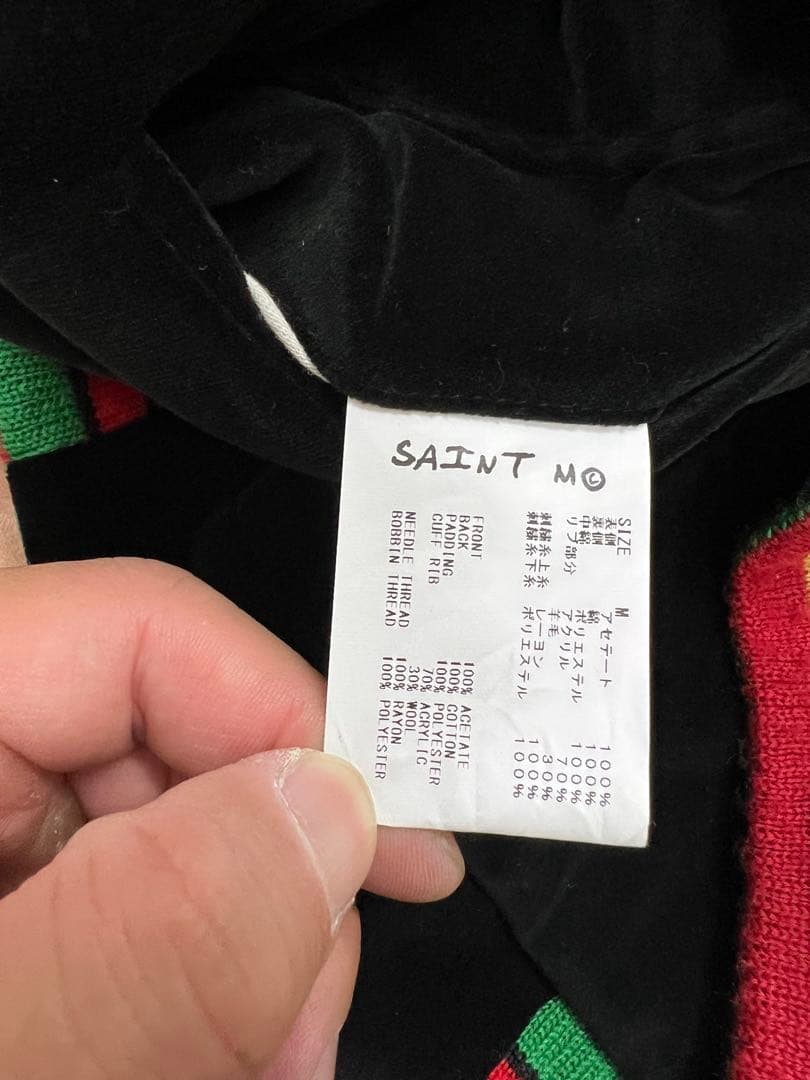 SAINT M©
SIZE M
表側 アセテート 100%
裏側 綿 100%
中綿 ポリエステル 100%
リブ部分 アクリル 70%
羊毛 30%
刺繍糸上糸 レーヨン 100%
刺繍糸下糸 ポリエステル 100%
FRONT 100% ACETATE
BACK 100% COTTON
PADDING 100% POLYESTER
CUFF RIB 70% ACRYLIC
30% WOOL
NEEDLE THREAD 100% RAYON
BOBBIN THREAD 100% POLYESTER